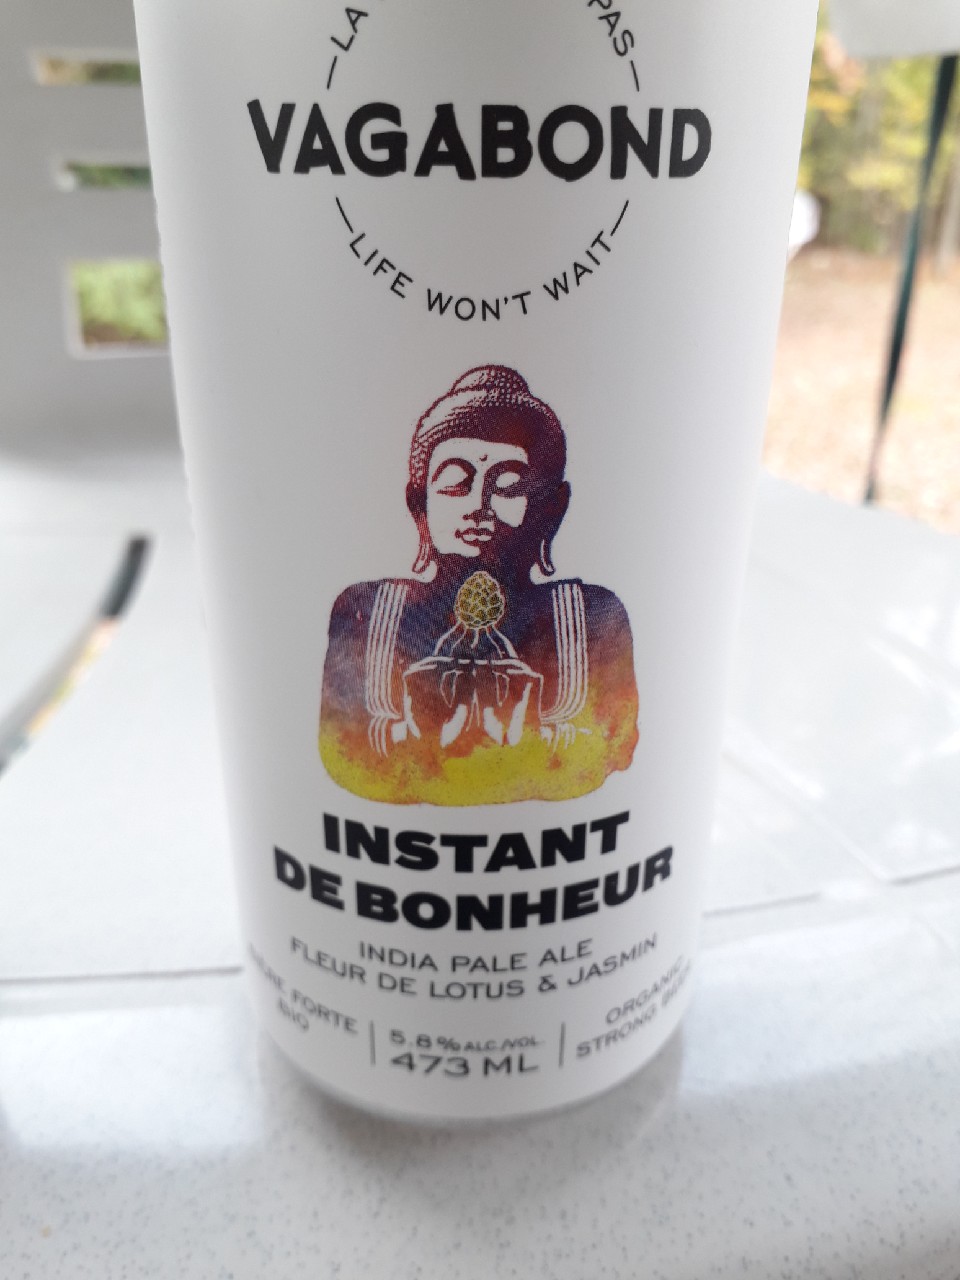 LA
PAS
VAGABOND
LIFE WON'T WAIT
INSTANT
DE BONHEUR
INDIA PALE ALE
FLEUR DE LOTUS & JASMIN
FORTE
BIO
5.8% ALC./VOL.
473 ML
ORGANIC
STRONG